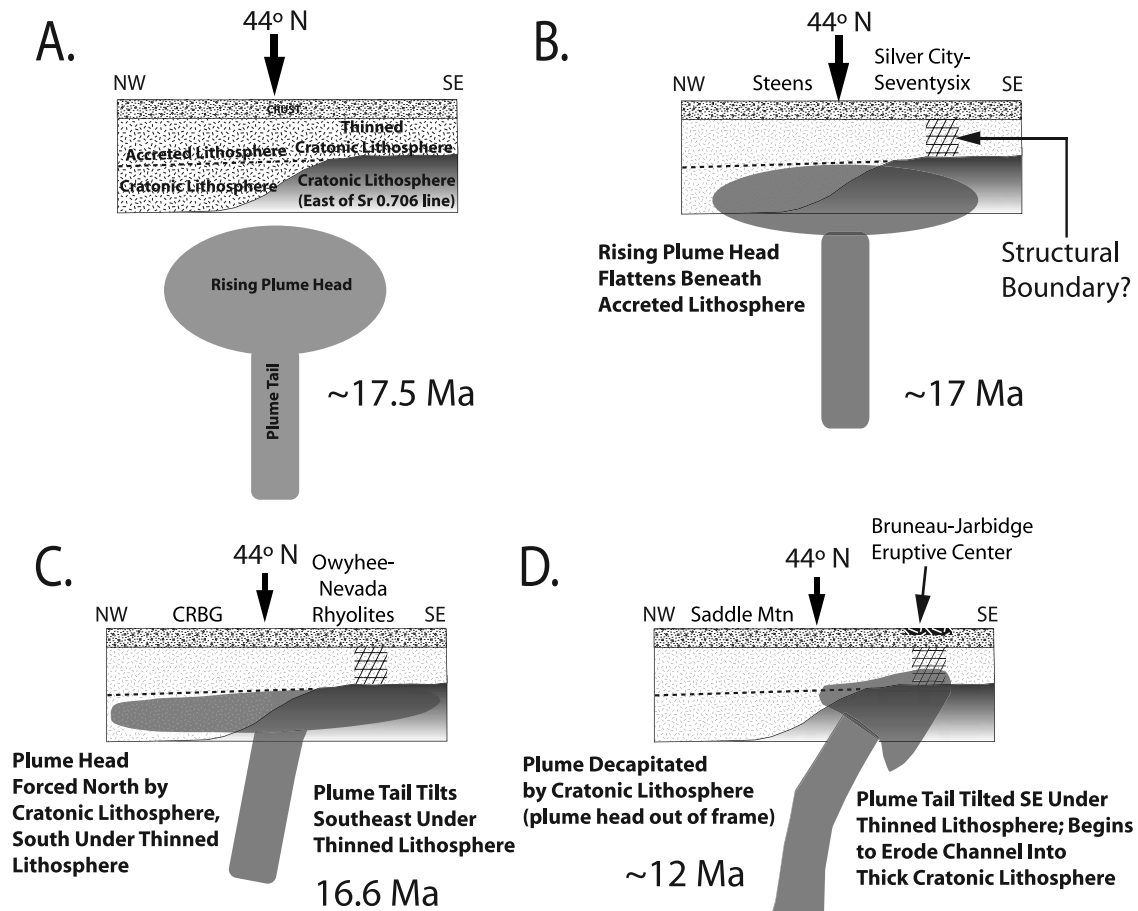 A.
44º N
NW
SE
CRUST
Thinned
Cratonic Lithosphere
Accreted Lithosphere
Cratonic Lithosphere
Cratonic Lithosphere
(East of Sr 0.706 line)
Rising Plume Head
Plume Tail
~17.5 Ma
B.
44º N
NW
Steens
Silver City-
Seventysix
SE
Rising Plume Head
Flattens Beneath
Accreted Lithosphere
Structural
Boundary?
~17 Ma
C.
44º N
NW
CRBG
Owyhee-
Nevada
Rhyolites
SE
Plume Head
Forced North by
Cratonic Lithosphere,
South Under Thinned
Lithosphere
Plume Tail Tilts
Southeast Under
Thinned Lithosphere
16.6 Ma
D.
44º N
Bruneau-Jarbidge
Eruptive Center
NW
Saddle Mtn
SE
Plume Decapitated
by Cratonic Lithosphere
(plume head out of frame)
~12 Ma
Plume Tail Tilted SE Under
Thinned Lithosphere; Begins
to Erode Channel Into
Thick Cratonic Lithosphere